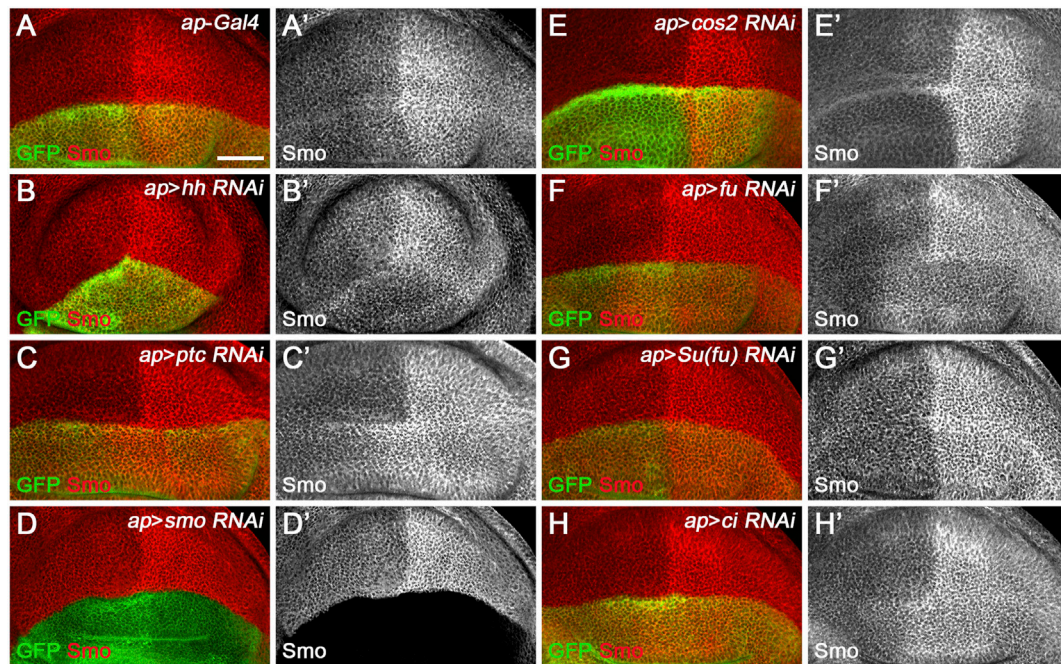 A ap-Gal4 A’ E ap>cos2 RNAi E’
GFP Smo Smo GFP Smo Smo
B ap>hh RNAi B’ F ap>fu RNAi F’
GFP Smo Smo GFP Smo Smo
C ap>ptc RNAi C’ G ap>Su(fu) RNAi G’
GFP Smo Smo GFP Smo Smo
D ap>smo RNAi D’ H ap>ci RNAi H’
GFP Smo Smo GFP Smo Smo